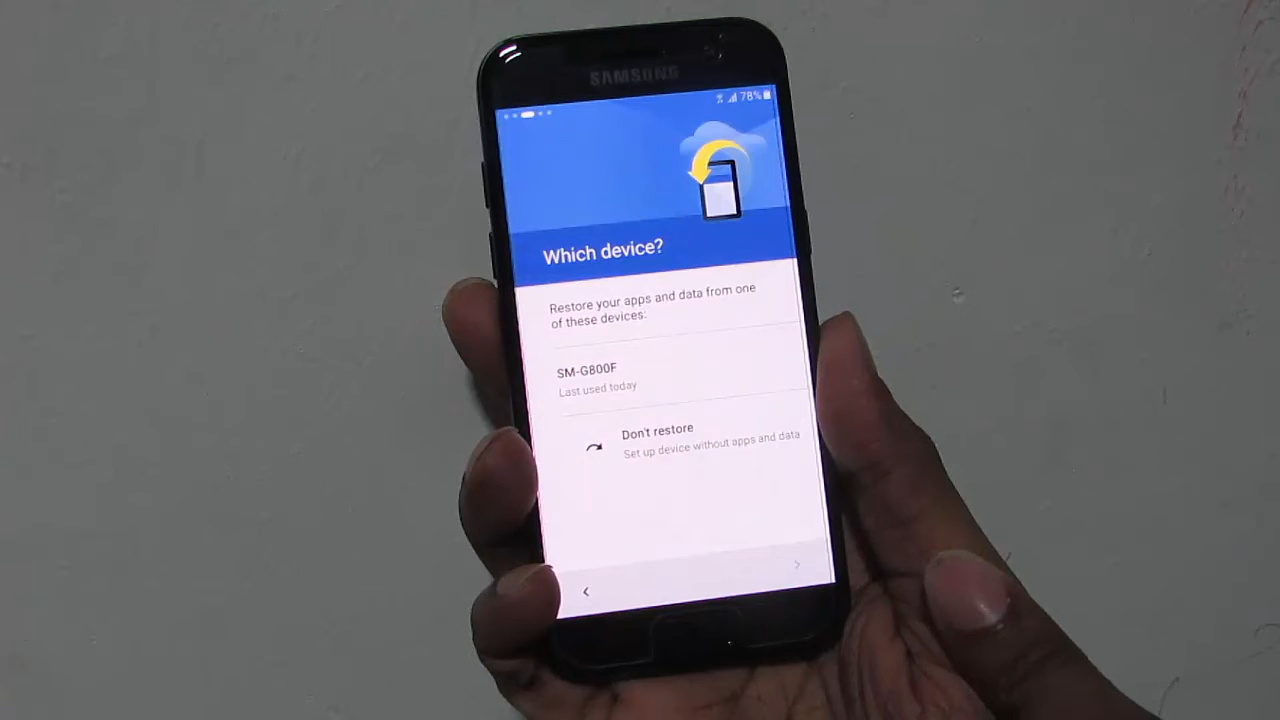 SAMSUNG
78%
Which device?
Restore your apps and data from one
of these devices:
SM-G800F
Last used today
Don't restore
Set up device without apps and data